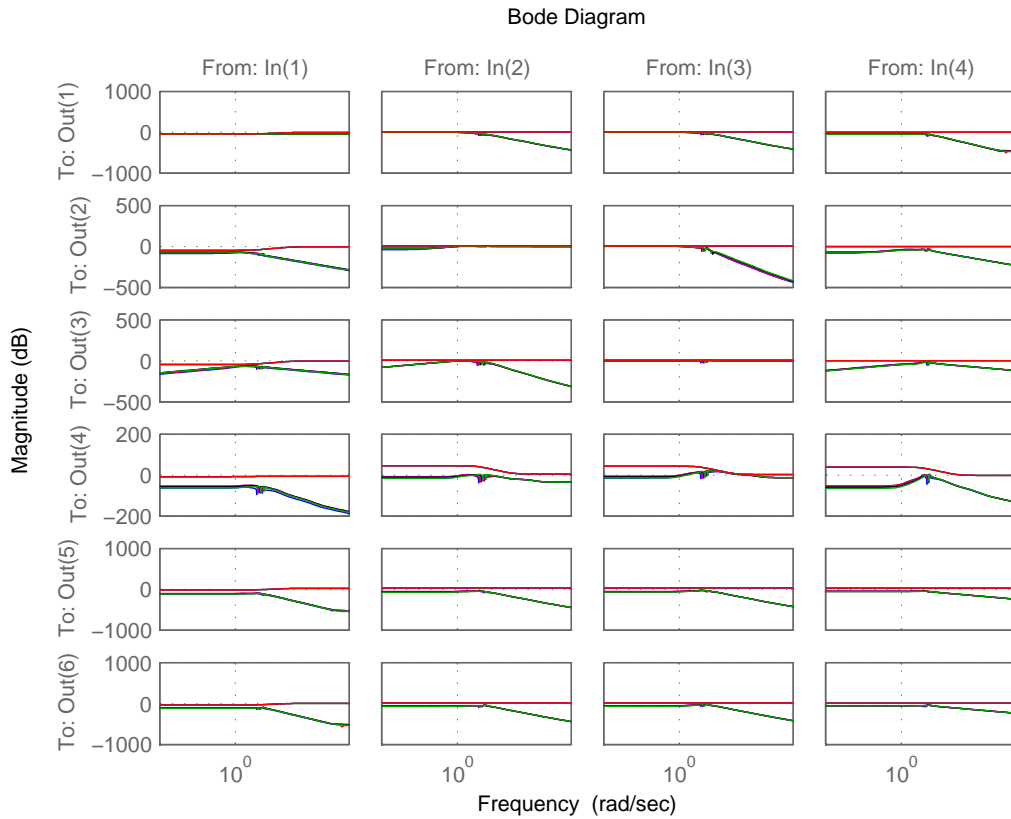 Bode Diagram
From: In(1) From: In(2) From: In(3) From: In(4)
To: Out(1)
1000
0
−1000
To: Out(2)
500
0
−500
To: Out(3)
500
0
−500
To: Out(4)
200
0
−200
To: Out(5)
1000
0
−1000
To: Out(6)
1000
0
−1000
Magnitude (dB)
10^0 10^0 10^0 10^0
Frequency (rad/sec)